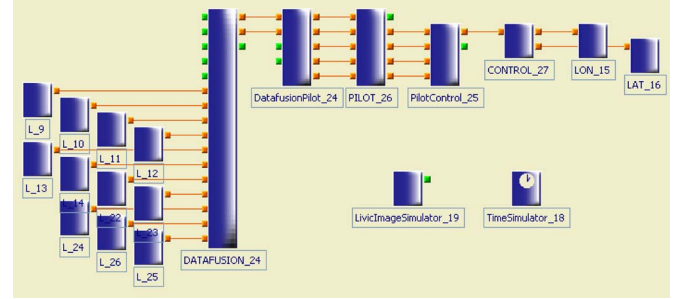 CONTROL_27
LON_15
LAT_16
DatafusionPilot_24
PILOT_26
PilotControl_25
L_9
L_10
L_11
L_12
L_13
L_14
L_22
L_23
L_24
L_26
L_25
LivicImageSimulator_19
TimeSimulator_18
DATAFUSION_24